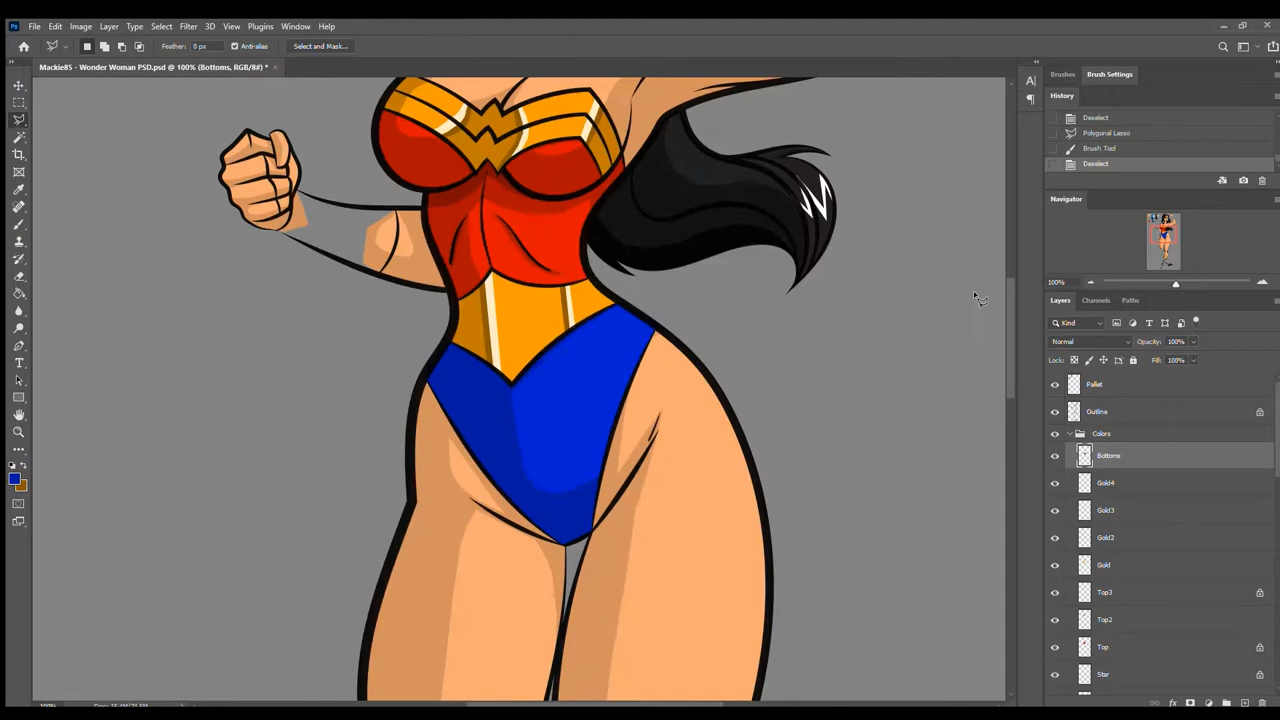 Ps File Edit Image Layer Type Select Filter 3D View Plugins Window Help
Feather: 0 px Anti-alias Select and Mask...
Mackie85 - Wonder Woman PSD.psd @ 100% (Bottoms, RGB/8#) *
Brushes Brush Settings
History
Deselect
Polygonal Lasso
Brush Tool
Deselect
Navigator
100%
Layers Channels Paths
Kind
Normal Opacity: 100%
Lock: Fill: 100%
Pallet
Outline
Colors
Bottoms
Gold4
Gold3
Gold2
Gold
Top3
Top2
Top
Star